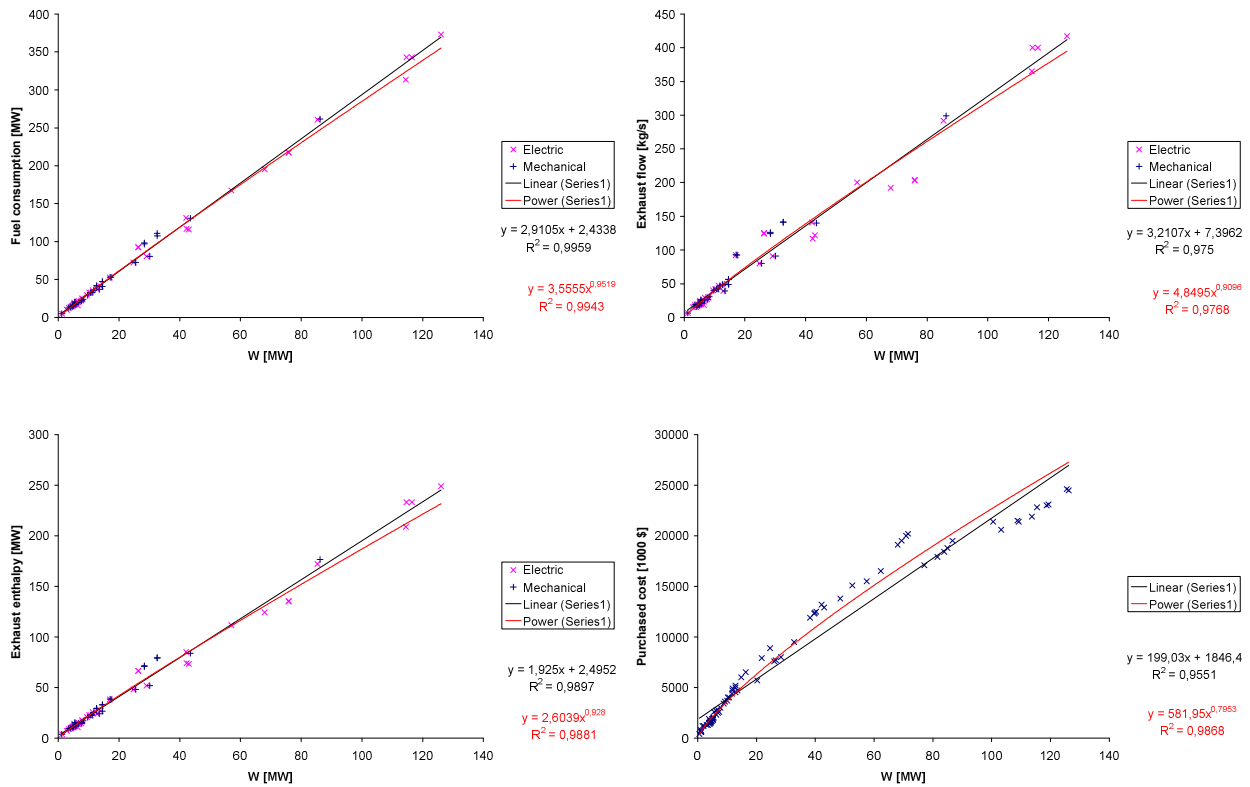 400
350
300
250
200
150
100
50
0
0 20 40 60 80 100 120 140
Fuel consumption [MW]
W [MW]
Electric
Mechanical
Linear (Series1)
Power (Series1)
y = 2,9105x + 2,4338
R² = 0,9959
y = 3,5555x^0,9519
R² = 0,9943
450
400
350
300
250
200
150
100
50
0
0 20 40 60 80 100 120 140
Exhaust flow [kg/s]
W [MW]
Electric
Mechanical
Linear (Series1)
Power (Series1)
y = 3,2107x + 7,3962
R² = 0,975
y = 4,8495x^0,9096
R² = 0,9768
300
250
200
150
100
50
0
0 20 40 60 80 100 120 140
Exhaust enthalpy [MW]
W [MW]
Electric
Mechanical
Linear (Series1)
Power (Series1)
y = 1,925x + 2,4952
R² = 0,9897
y = 2,6039x^0,928
R² = 0,9881
30000
25000
20000
15000
10000
5000
0
0 20 40 60 80 100 120 140
Purchased cost [1000 $]
W [MW]
Linear (Series1)
Power (Series1)
y = 199,03x + 1846,4
R² = 0,9551
y = 581,95x^0,7953
R² = 0,9868